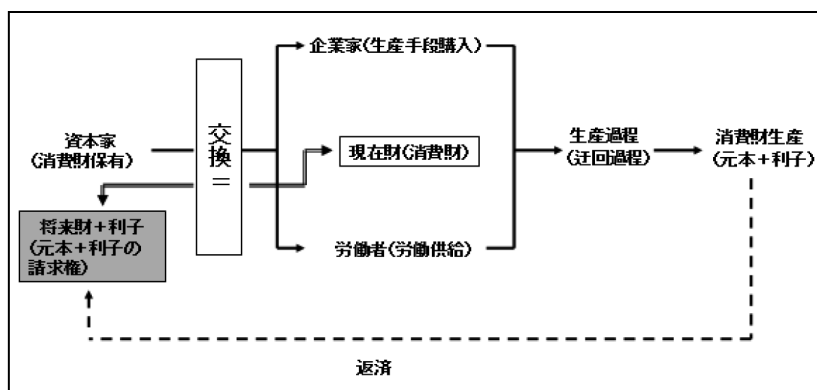 企業家(生産手段購入)
資本家
(消費財保有)
交換＝
現在財(消費財)
生産過程
(迂回過程)
消費財生産
(元本＋利子)
将来財＋利子
(元本＋利子の
請求権)
労働者(労働供給)
返済